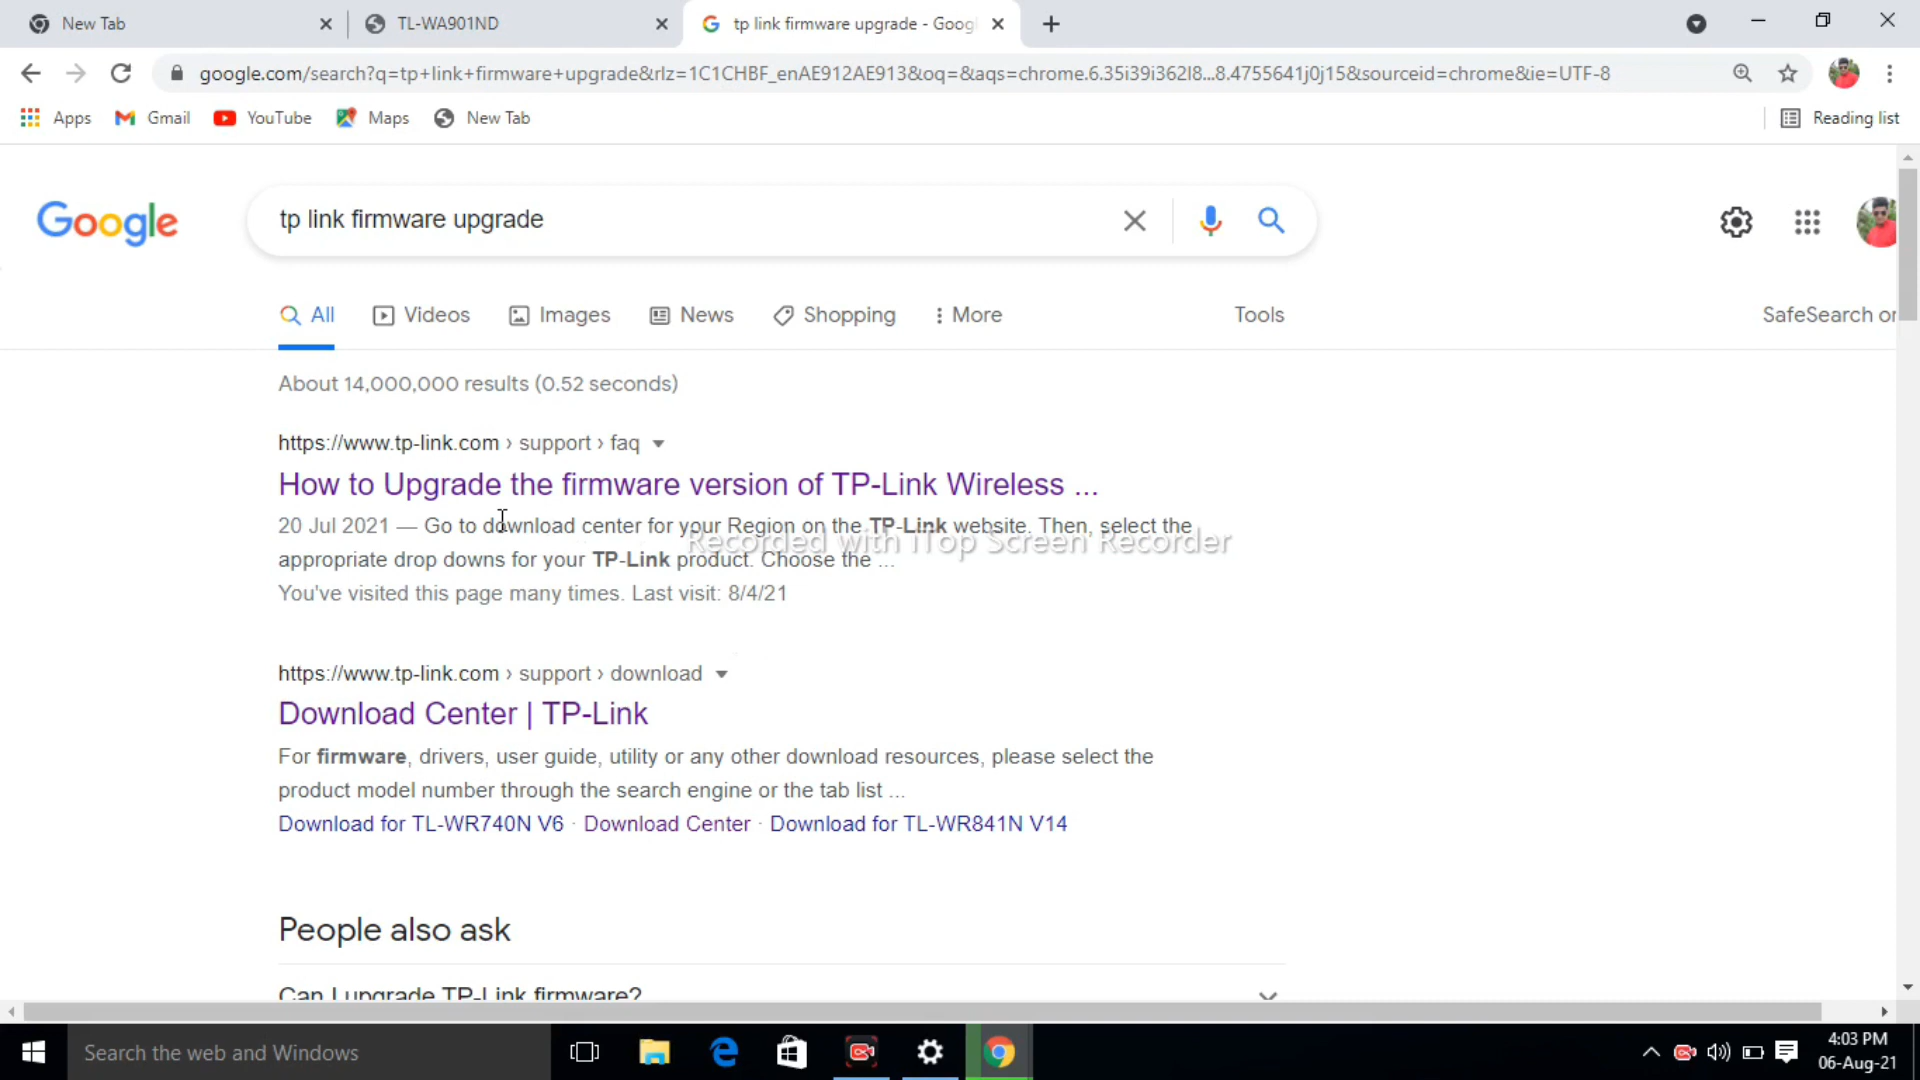 New Tab
TL-WA901ND
tp link firmware upgrade - Goog
google.com/search?q=tp+link+firmware+upgrade&rlz=1C1CHBF_enAE912AE913&oq=&aqs=chrome.6.35i39i362l8...8.4755641j0j15&sourceid=chrome&ie=UTF-8
Apps Gmail YouTube Maps New Tab Reading list
Google tp link firmware upgrade
All Videos Images News Shopping More Tools SafeSearch on
About 14,000,000 results (0.52 seconds)
https://www.tp-link.com › support › faq
How to Upgrade the firmware version of TP-Link Wireless ...
20 Jul 2021 — Go to download center for your Region on the TP-Link website. Then, select the
Recorded with iTop Screen Recorder
appropriate drop downs for your TP-Link product. Choose the ...
You've visited this page many times. Last visit: 8/4/21
https://www.tp-link.com › support › download
Download Center | TP-Link
For firmware, drivers, user guide, utility or any other download resources, please select the
product model number through the search engine or the tab list ...
Download for TL-WR740N V6 · Download Center · Download for TL-WR841N V14
People also ask
Can I upgrade TP-Link firmware?
Search the web and Windows
4:03 PM
06-Aug-21